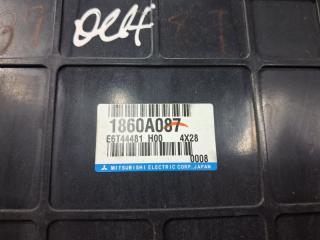 1860A087
E6T44481 H00 4X28
0008
MITSUBISHI ELECTRIC CORP., JAPAN